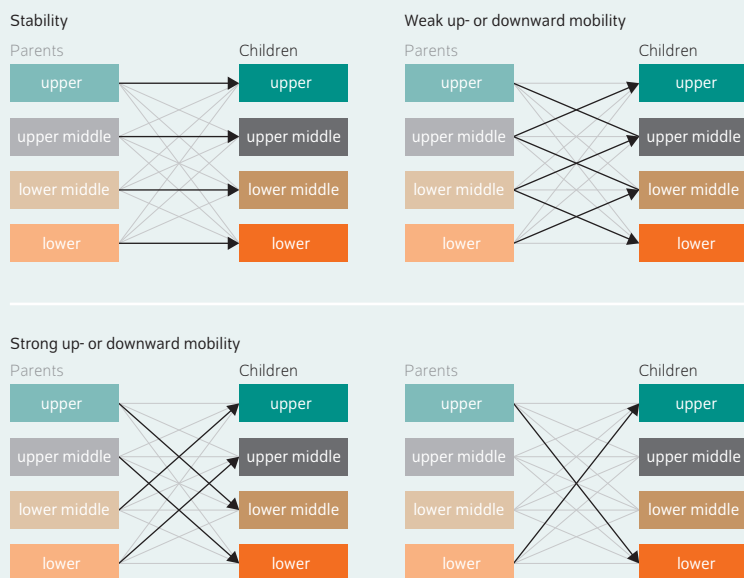 Stability
Parents Children
upper upper
upper middle upper middle
lower middle lower middle
lower lower
Weak up- or downward mobility
Parents Children
upper upper
upper middle upper middle
lower middle lower middle
lower lower
Strong up- or downward mobility
Parents Children
upper upper
upper middle upper middle
lower middle lower middle
lower lower
Parents Children
upper upper
upper middle upper middle
lower middle lower middle
lower lower